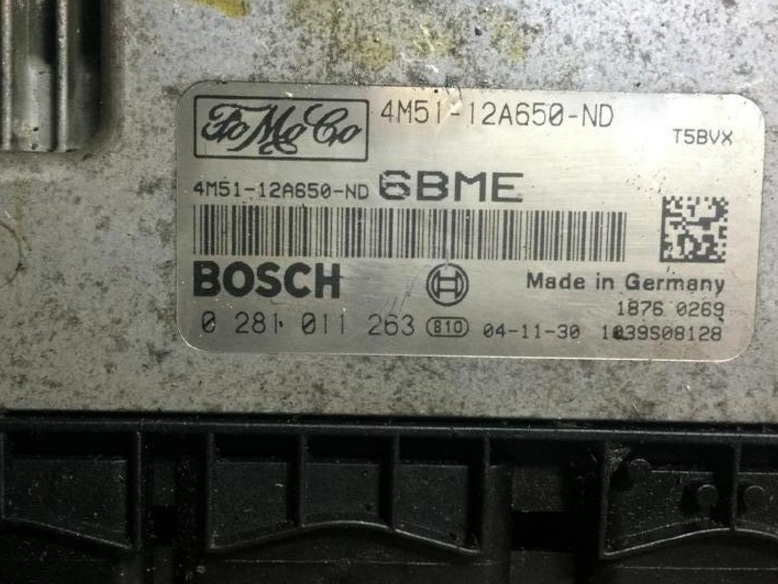 FoMoCo 4M51-12A650-ND
T5BVX
4M51-12A650-ND 6BME
BOSCH Made in Germany
1876 0269
0 281 011 263 810 04-11-30 1039S08128